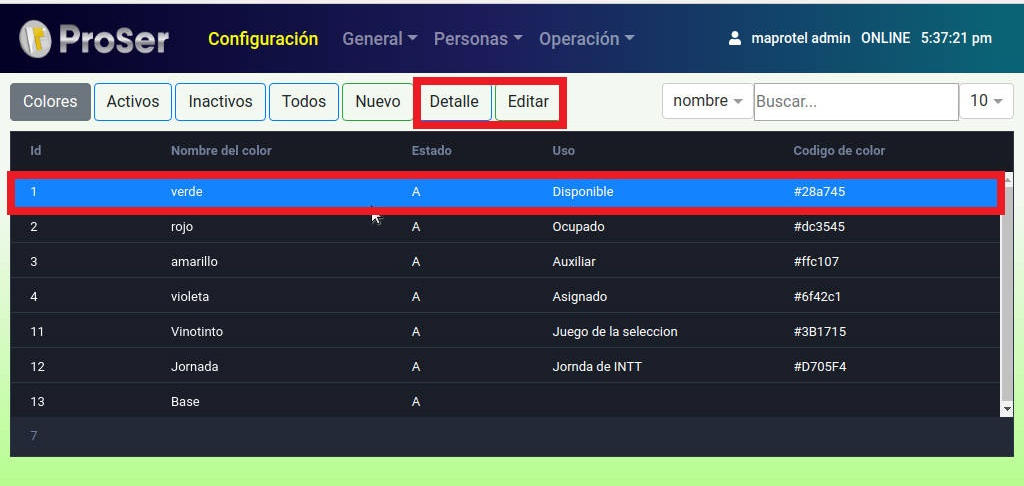 ProSer Configuración General Personas Operación maprotel admin ONLINE 5:37:21 pm
Colores Activos Inactivos Todos Nuevo Detalle Editar nombre Buscar... 10
Id Nombre del color Estado Uso Codigo de color
1 verde A Disponible #28a745
2 rojo A Ocupado #dc3545
3 amarillo A Auxiliar #ffc107
4 violeta A Asignado #6f42c1
11 Vinotinto A Juego de la seleccion #3B1715
12 Jornada A Jornda de INTT #D705F4
13 Base A
7